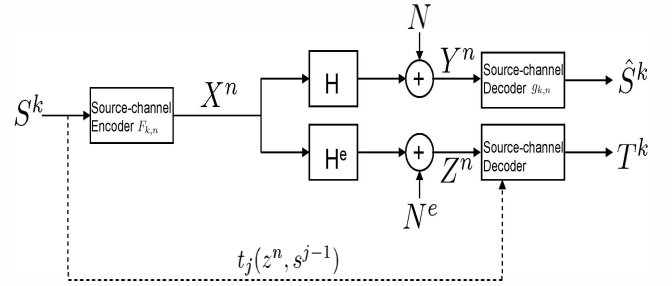 N
S^k
Source-channel
Encoder F_{k,n}
X^n
H
+
Y^n
Source-channel
Decoder g_{k,n}
Ŝ^k
H^e
+
Z^n
Source-channel
Decoder
T^k
N^e
t_j(z^n, s^{j-1})